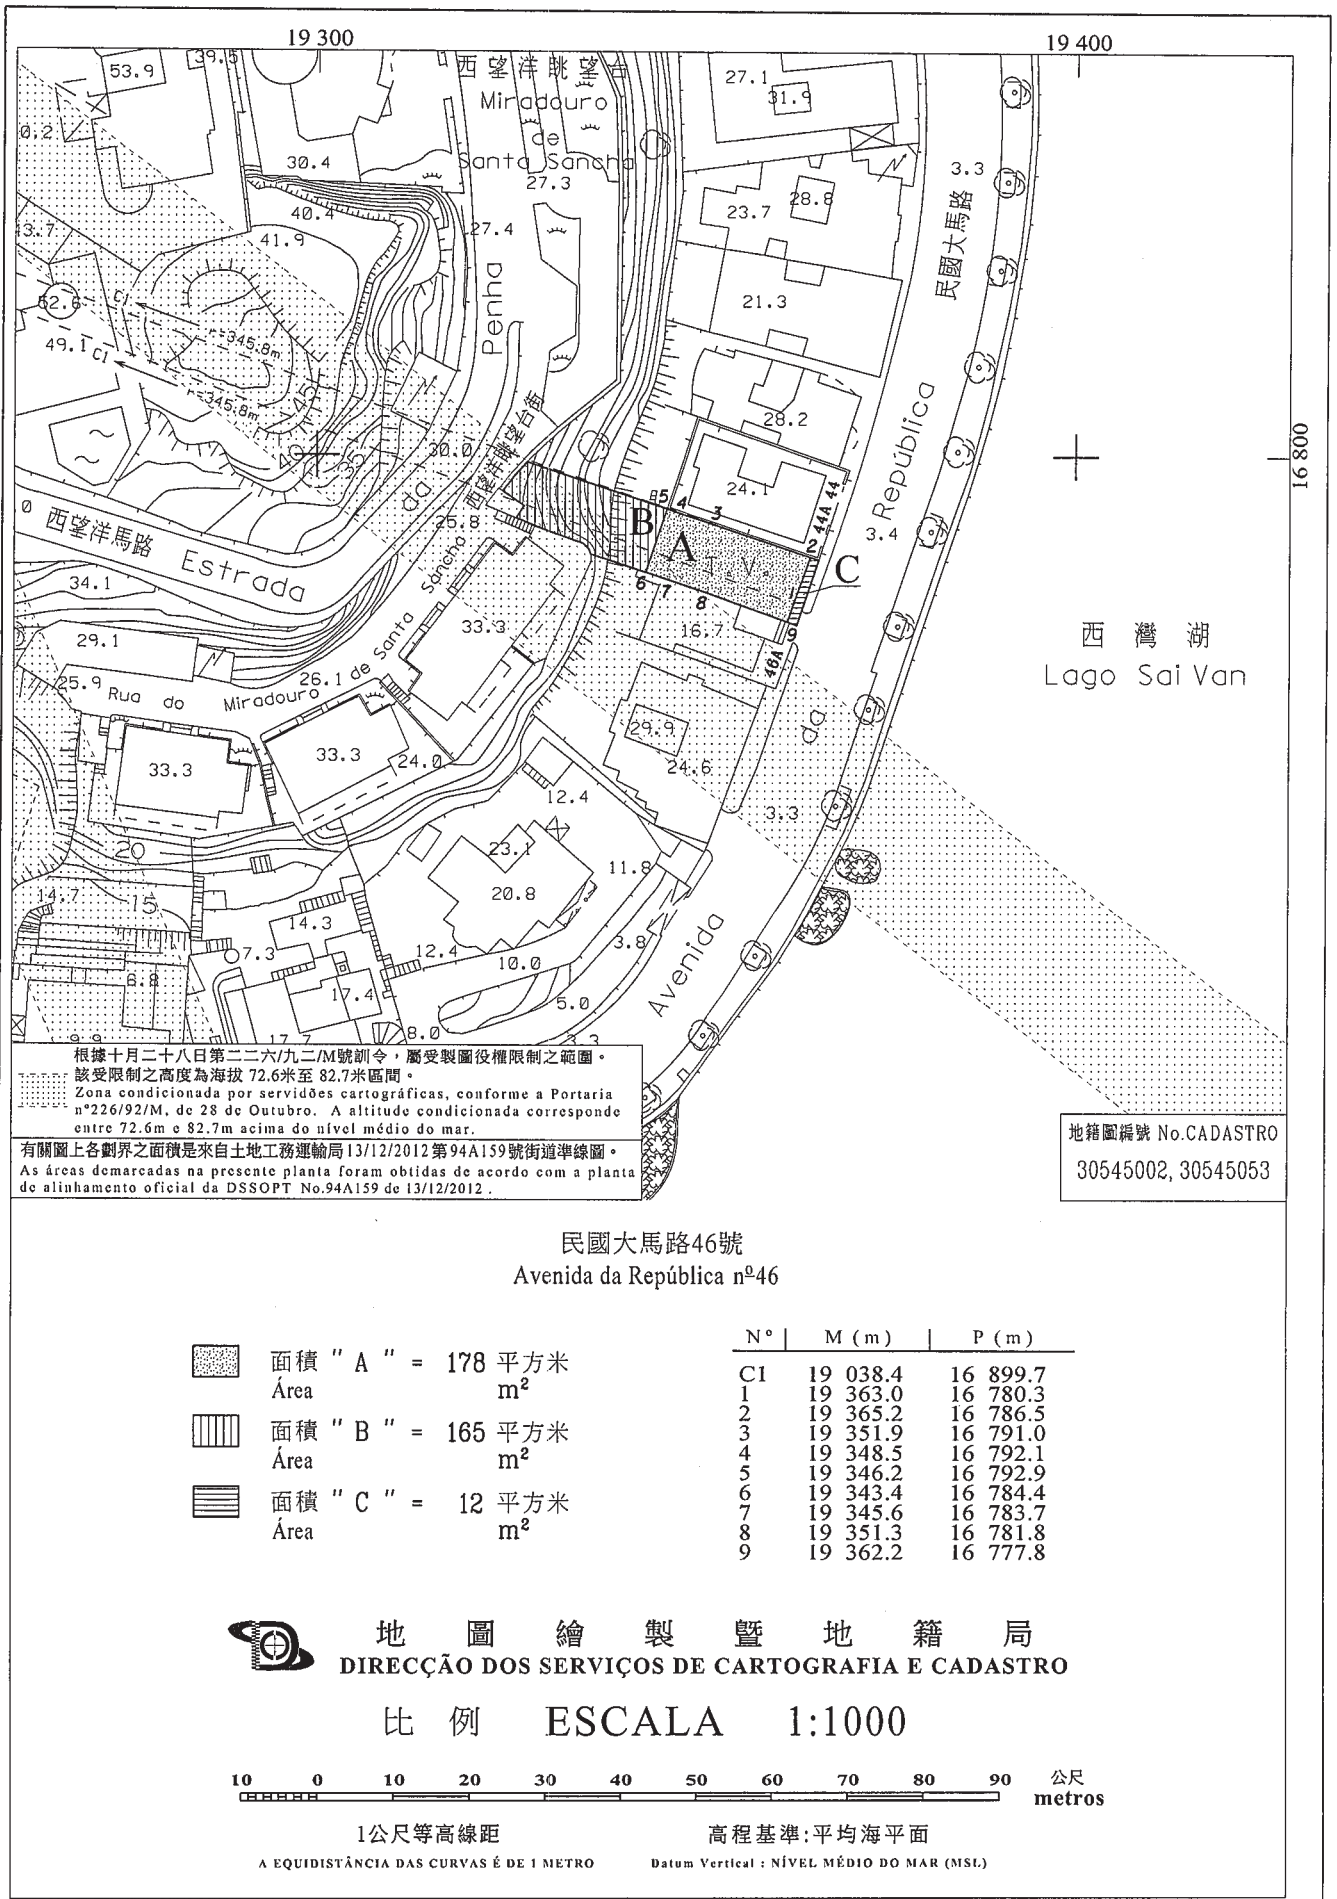 19 300
19 400
53.9
39.5
西望洋眺望台
Miradouro
de
Santa Sancha
27.3
27.1
31.9
30.4
40.4
41.9
27.4
23.7
28.8
3.3
民國大馬路
21.3
52.6
49.1
C1
r=345.8m
C1
r=345.8m
45
35
Penha
28.2
30.0
西望洋眺望台街
da
25.8
24.1
República
16 800
5
4
3
B
A
T.V.
44A 44
2
1
C
3.4
西望洋馬路
Estrada
34.1
6
7
8
9
33.3
16.7
46A
西灣湖
Lago Sai Van
29.1
25.9
Rua do Miradouro de Santa Sancha
26.1
33.3
33.3
24.0
29.9
24.6
da
3.3
12.4
20
23.1
20.8
11.8
14.7
15
14.3
7.3
12.4
10.0
3.8
Avenida
6.8
17.4
5.0
9.9
17.7
8.0
3.3
根據十月二十八日第二二六/九二/M號訓令，屬受製圖役權限制之範圍。
該受限制之高度為海拔 72.6米至 82.7米區間。
Zona condicionada por servidões cartográficas, conforme a Portaria
nº226/92/M, de 28 de Outubro. A altitude condicionada corresponde
entre 72.6m e 82.7m acima do nível médio do mar.
有關圖上各劃界之面積是來自土地工務運輸局13/12/2012第94A159號街道準線圖。
As áreas demarcadas na presente planta foram obtidas de acordo com a planta
de alinhamento oficial da DSSOPT No.94A159 de 13/12/2012 .
地籍圖編號 No.CADASTRO
30545002, 30545053
民國大馬路46號
Avenida da República nº46
面積 " A " = 178 平方米
Área m²
面積 " B " = 165 平方米
Área m²
面積 " C " = 12 平方米
Área m²
Nº M (m) P (m)
C1 19 038.4 16 899.7
1 19 363.0 16 780.3
2 19 365.2 16 786.5
3 19 351.9 16 791.0
4 19 348.5 16 792.1
5 19 346.2 16 792.9
6 19 343.4 16 784.4
7 19 345.6 16 783.7
8 19 351.3 16 781.8
9 19 362.2 16 777.8
地圖繪製暨地籍局
DIRECÇÃO DOS SERVIÇOS DE CARTOGRAFIA E CADASTRO
比例 ESCALA 1:1000
10 0 10 20 30 40 50 60 70 80 90 公尺
metros
1公尺等高線距 高程基準:平均海平面
A EQUIDISTÂNCIA DAS CURVAS É DE 1 METRO Datum Vertical : NÍVEL MÉDIO DO MAR (MSL)